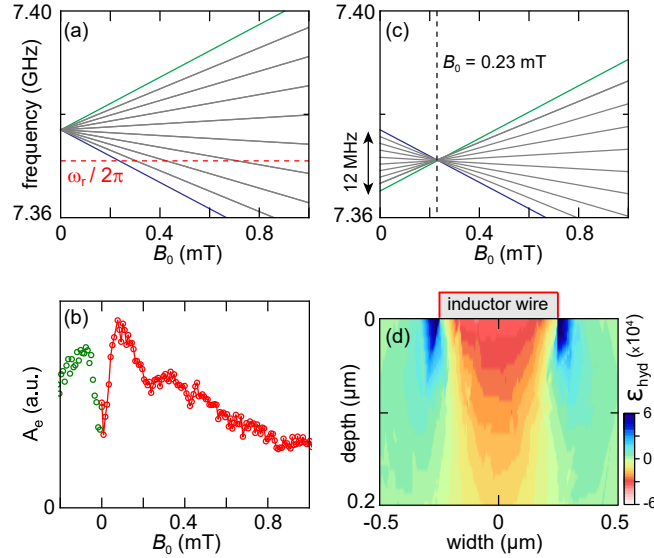 7.40
(a)
frequency (GHz)
ω_r / 2π
7.36
0
0.4
0.8
B_0 (mT)
7.40
(c)
B_0 = 0.23 mT
12 MHz
7.36
0
0.4
0.8
B_0 (mT)
(b)
A_e (a.u.)
0
0
0.4
0.8
B_0 (mT)
inductor wire
0
(d)
depth (μm)
0.2
-0.5
0
0.5
width (μm)
ε_hyd (x10^4)
6
0
-6